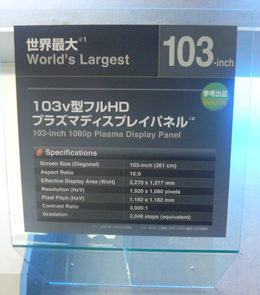 世界最大※1
World's Largest
103-inch
参考出品
103v型フルHD
プラズマディスプレイパネル※2
103-inch 1080p Plasma Display Panel
Specifications
Screen Size (Diagonal) 103-inch (261 cm)
Aspect Ratio 16:9
Effective Display Area (WxH) 2,270 x 1,277 mm
Resolution (HxV) 1,920 x 1,080 pixels
Pixel Pitch (HxV) 1.182 x 1.182 mm
Contrast Ratio 3,000:1
Gradation 2,048 steps (equivalent)